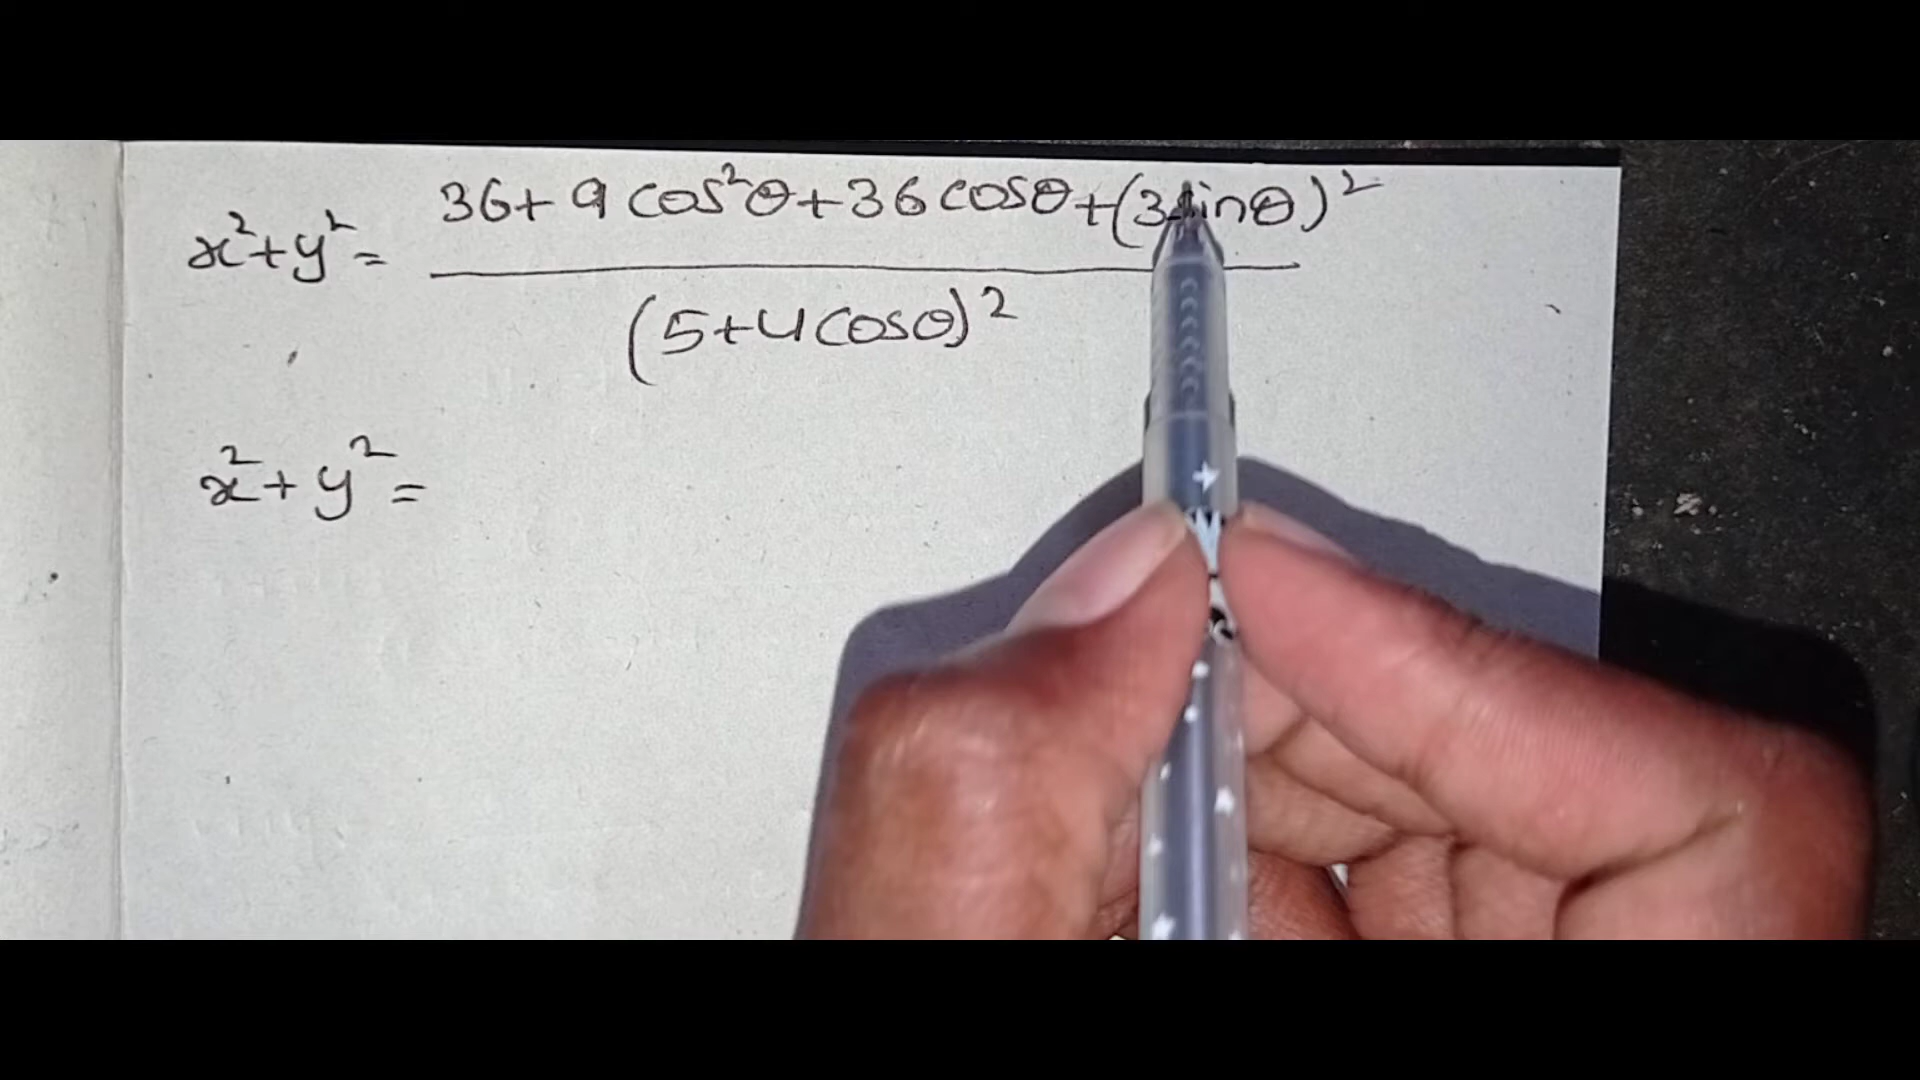 x²+y²= 36+9cos²θ+36cosθ+(3sinθ)²
(5+4cosθ)²
x²+y²=